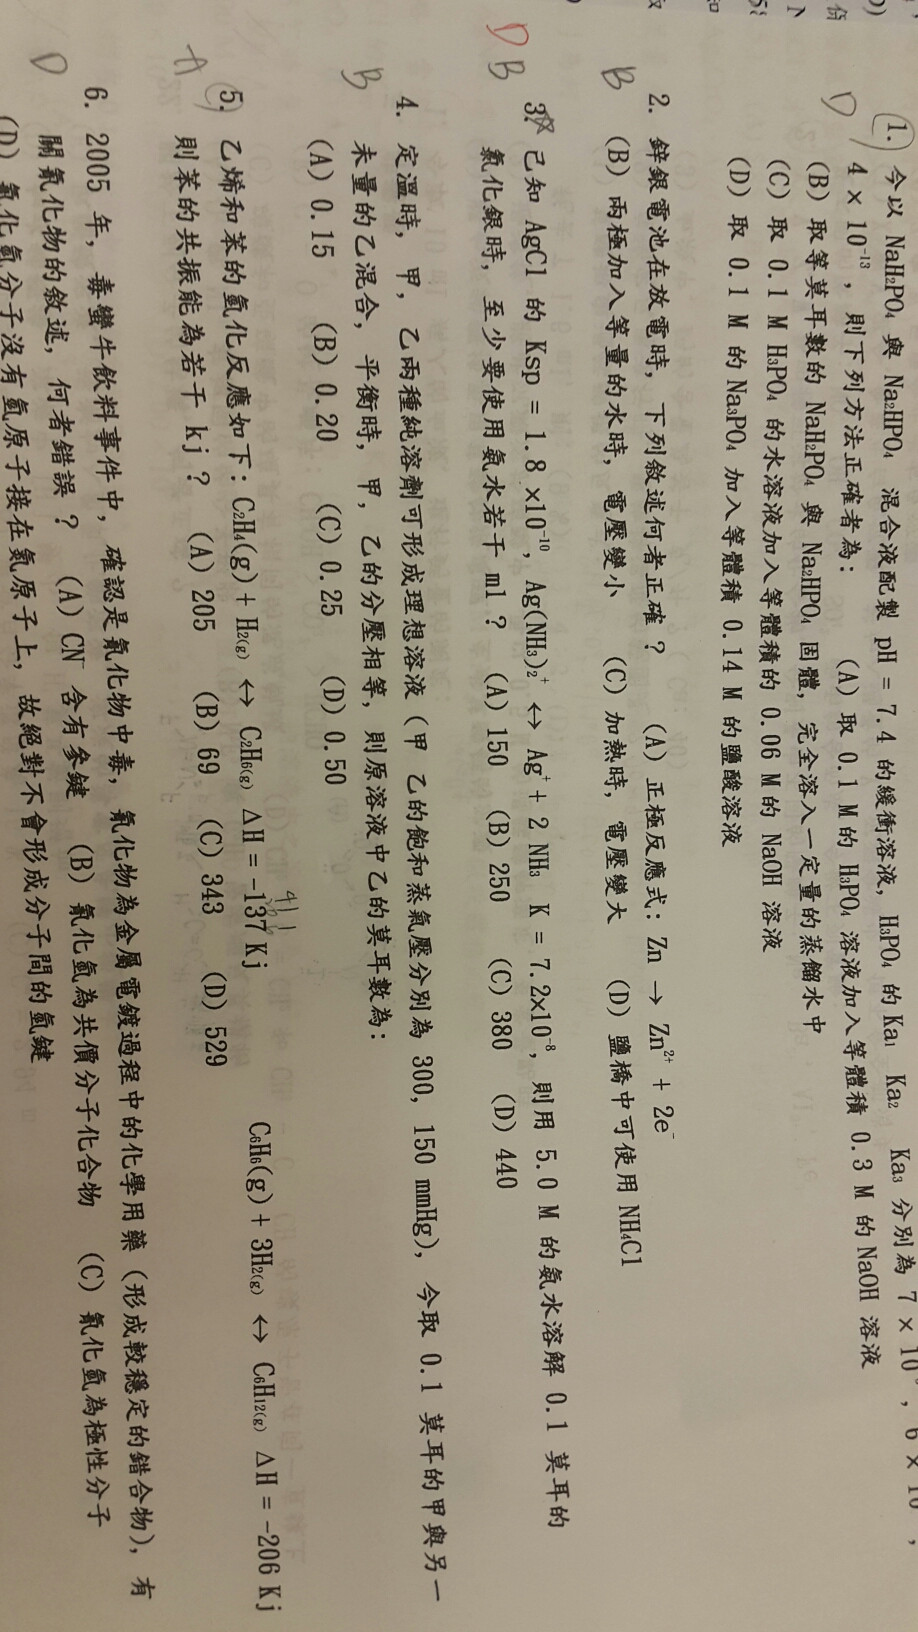 1. 今以 NaH2PO4 與 Na2HPO4 混合液配製 pH = 7.4 的緩衝溶液, H3PO4 的 Ka1 Ka2 Ka3 分別為 7 × 10 , 6 × 10 ,
D 4 × 10⁻¹³ , 則下列方法正確者為: (A) 取 0.1 M 的 H3PO4 溶液加入等體積 0.3 M 的 NaOH 溶液
(B) 取等莫耳數的 NaH2PO4 與 Na2HPO4 固體, 完全溶入一定量的蒸餾水中
(C) 取 0.1 M H3PO4 的水溶液加入等體積的 0.06 M 的 NaOH 溶液
(D) 取 0.1 M 的 Na3PO4 加入等體積 0.14 M 的鹽酸溶液
2. 鋅銀電池在放電時, 下列敘述何者正確? (A) 正極反應式: Zn → Zn²⁺ + 2e⁻
B (B) 兩極加入等量的水時, 電壓變小 (C) 加熱時, 電壓變大 (D) 鹽橋中可使用 NH4Cl
3. 已知 AgCl 的 Ksp = 1.8 ×10⁻¹⁰, Ag(NH3)2⁺ ↔ Ag⁺ + 2 NH3 K = 7.2×10⁻⁸, 則用 5.0 M 的氨水溶解 0.1 莫耳的
D B 氯化銀時, 至少要使用氨水若干 ml? (A) 150 (B) 250 (C) 380 (D) 440
4. 定溫時, 甲, 乙兩種純溶劑可形成理想溶液 (甲 乙的飽和蒸氣壓分別為 300, 150 mmHg), 今取 0.1 莫耳的甲與另一
B 未量的乙混合, 平衡時, 甲, 乙的分壓相等, 則原溶液中乙的莫耳數為:
(A) 0.15 (B) 0.20 (C) 0.25 (D) 0.50
411
5. 乙烯和苯的氫化反應如下: C2H4(g) + H2(g) ↔ C2H6(g) ΔH = -137 Kj C6H6(g) + 3H2(g) ↔ C6H12(g) ΔH = -206 Kj
A 則苯的共振能為若干 kj? (A) 205 (B) 69 (C) 343 (D) 529
6. 2005 年, 毒蠻牛飲料事件中, 確認是氰化物中毒, 氰化物為金屬電鍍過程中的化學用藥 (形成較穩定的錯合物), 有
D 關氰化物的敘述, 何者錯誤? (A) CN⁻ 含有參鍵 (B) 氰化氫為共價分子化合物 (C) 氰化氫為極性分子
(D) 氰化氫分子沒有氫原子接在氮原子上, 故絕對不會形成分子間的氫鍵